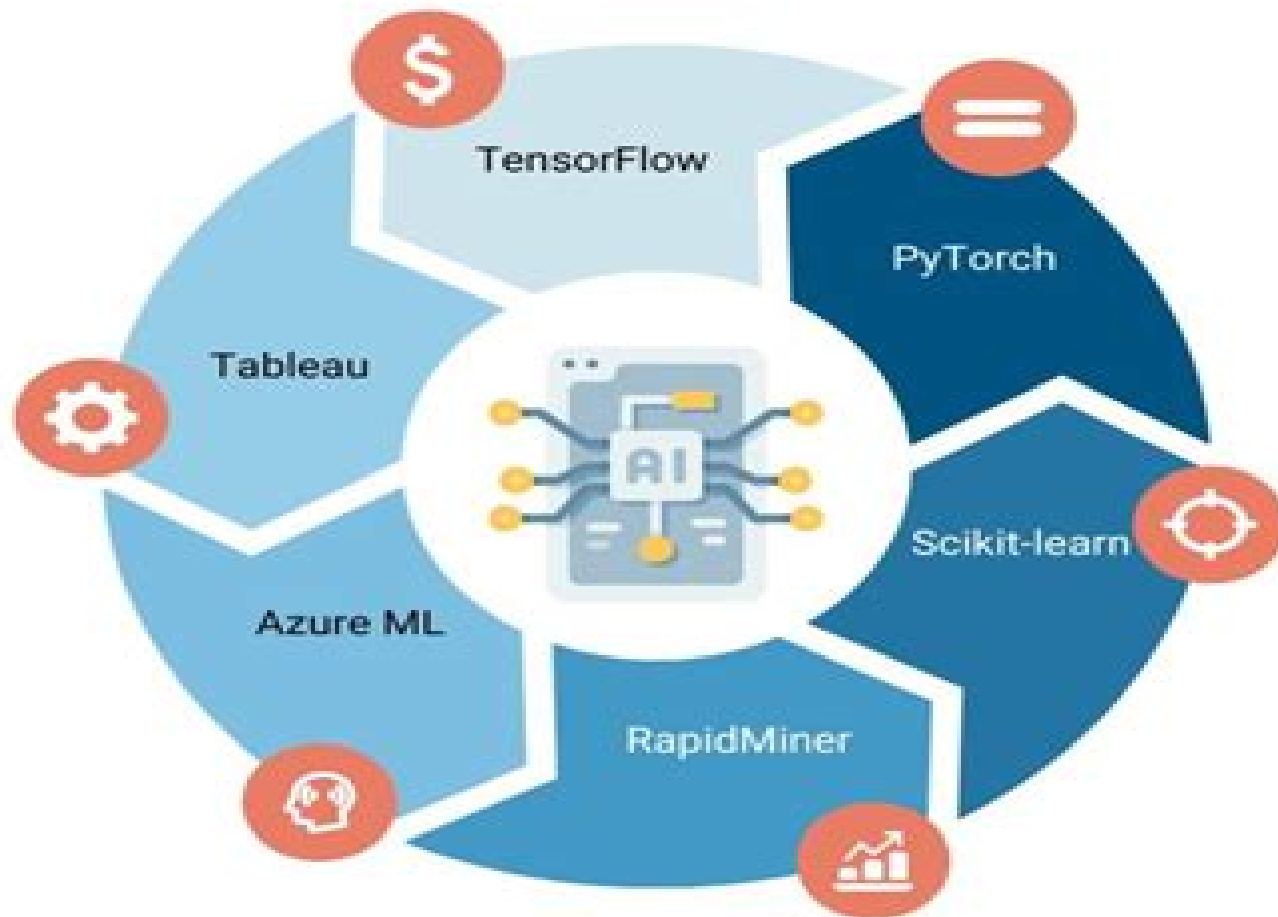 $
TensorFlow
PyTorch
Tableau
AI
Scikit-learn
Azure ML
RapidMiner